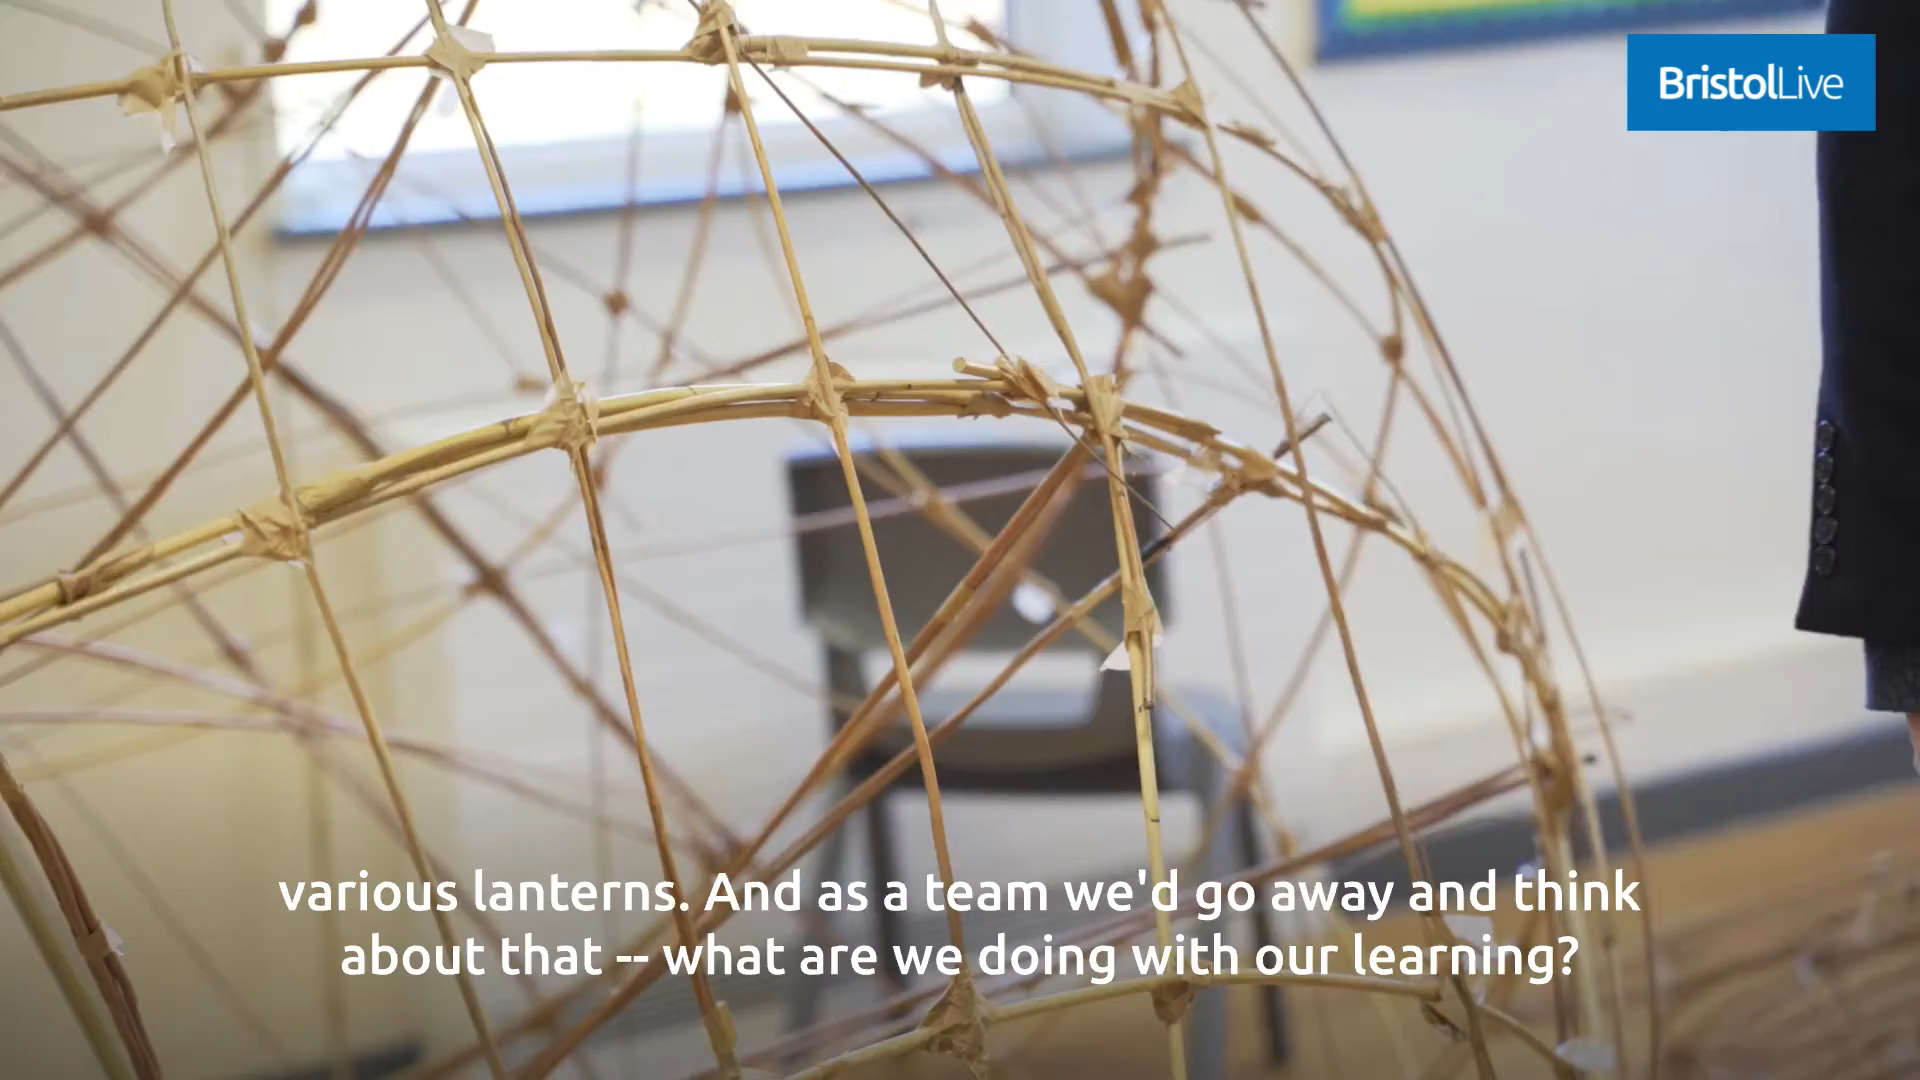 BristolLive
various lanterns. And as a team we'd go away and think
about that -- what are we doing with our learning?